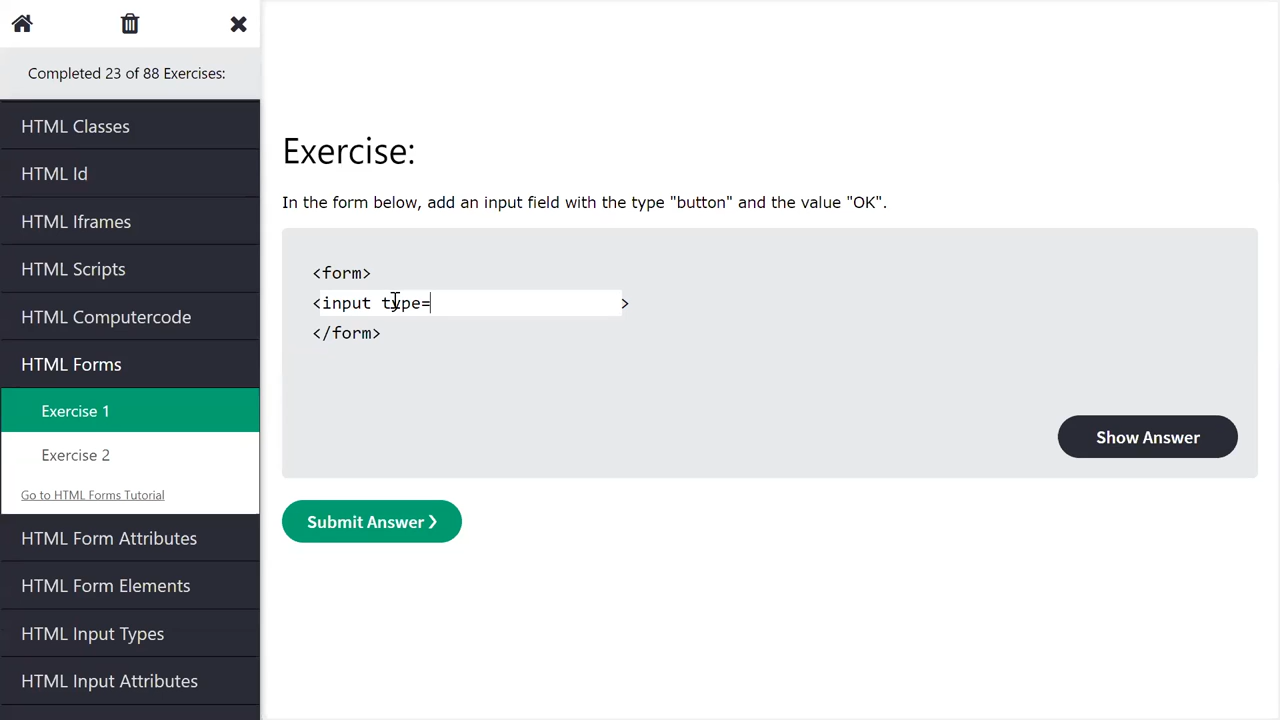 Completed 23 of 88 Exercises:
HTML Classes
HTML Id
HTML Iframes
HTML Scripts
HTML Computercode
HTML Forms
Exercise 1
Exercise 2
Go to HTML Forms Tutorial
HTML Form Attributes
HTML Form Elements
HTML Input Types
HTML Input Attributes
Exercise:
In the form below, add an input field with the type "button" and the value "OK".
<form>
<input type= >
</form>
Show Answer
Submit Answer ❯